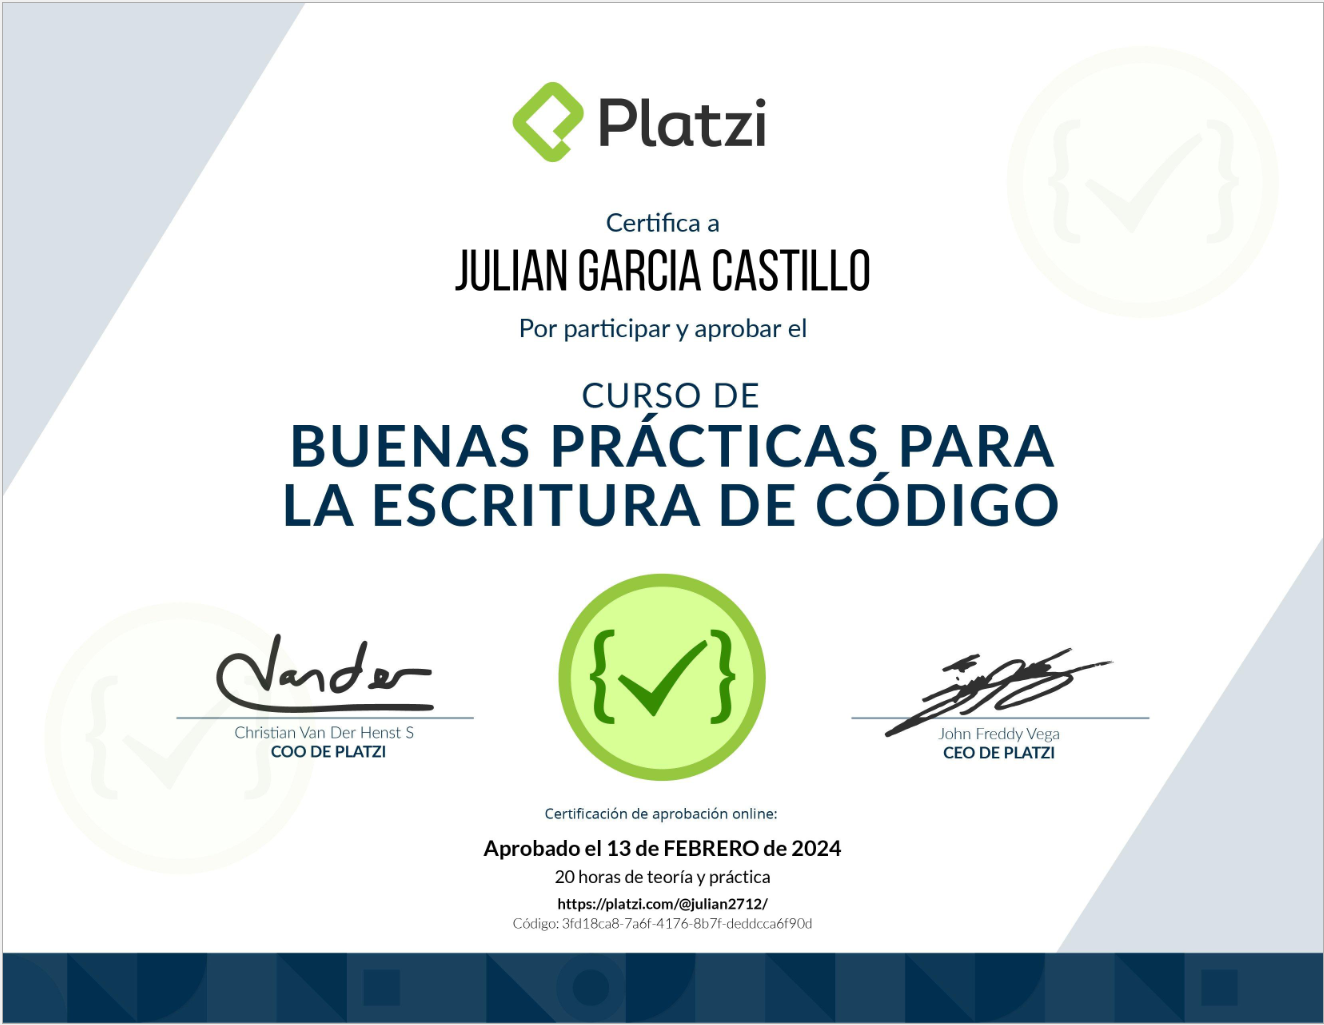 Platzi
Certifica a
JULIAN GARCIA CASTILLO
Por participar y aprobar el
CURSO DE
BUENAS PRÁCTICAS PARA
LA ESCRITURA DE CÓDIGO
Vander
Christian Van Der Henst S
COO DE PLATZI
John Freddy Vega
CEO DE PLATZI
Certificación de aprobación online:
Aprobado el 13 de FEBRERO de 2024
20 horas de teoría y práctica
https://platzi.com/@julian2712/
Código: 3fd18ca8-7a6f-4176-8b7f-deddcca6f90d